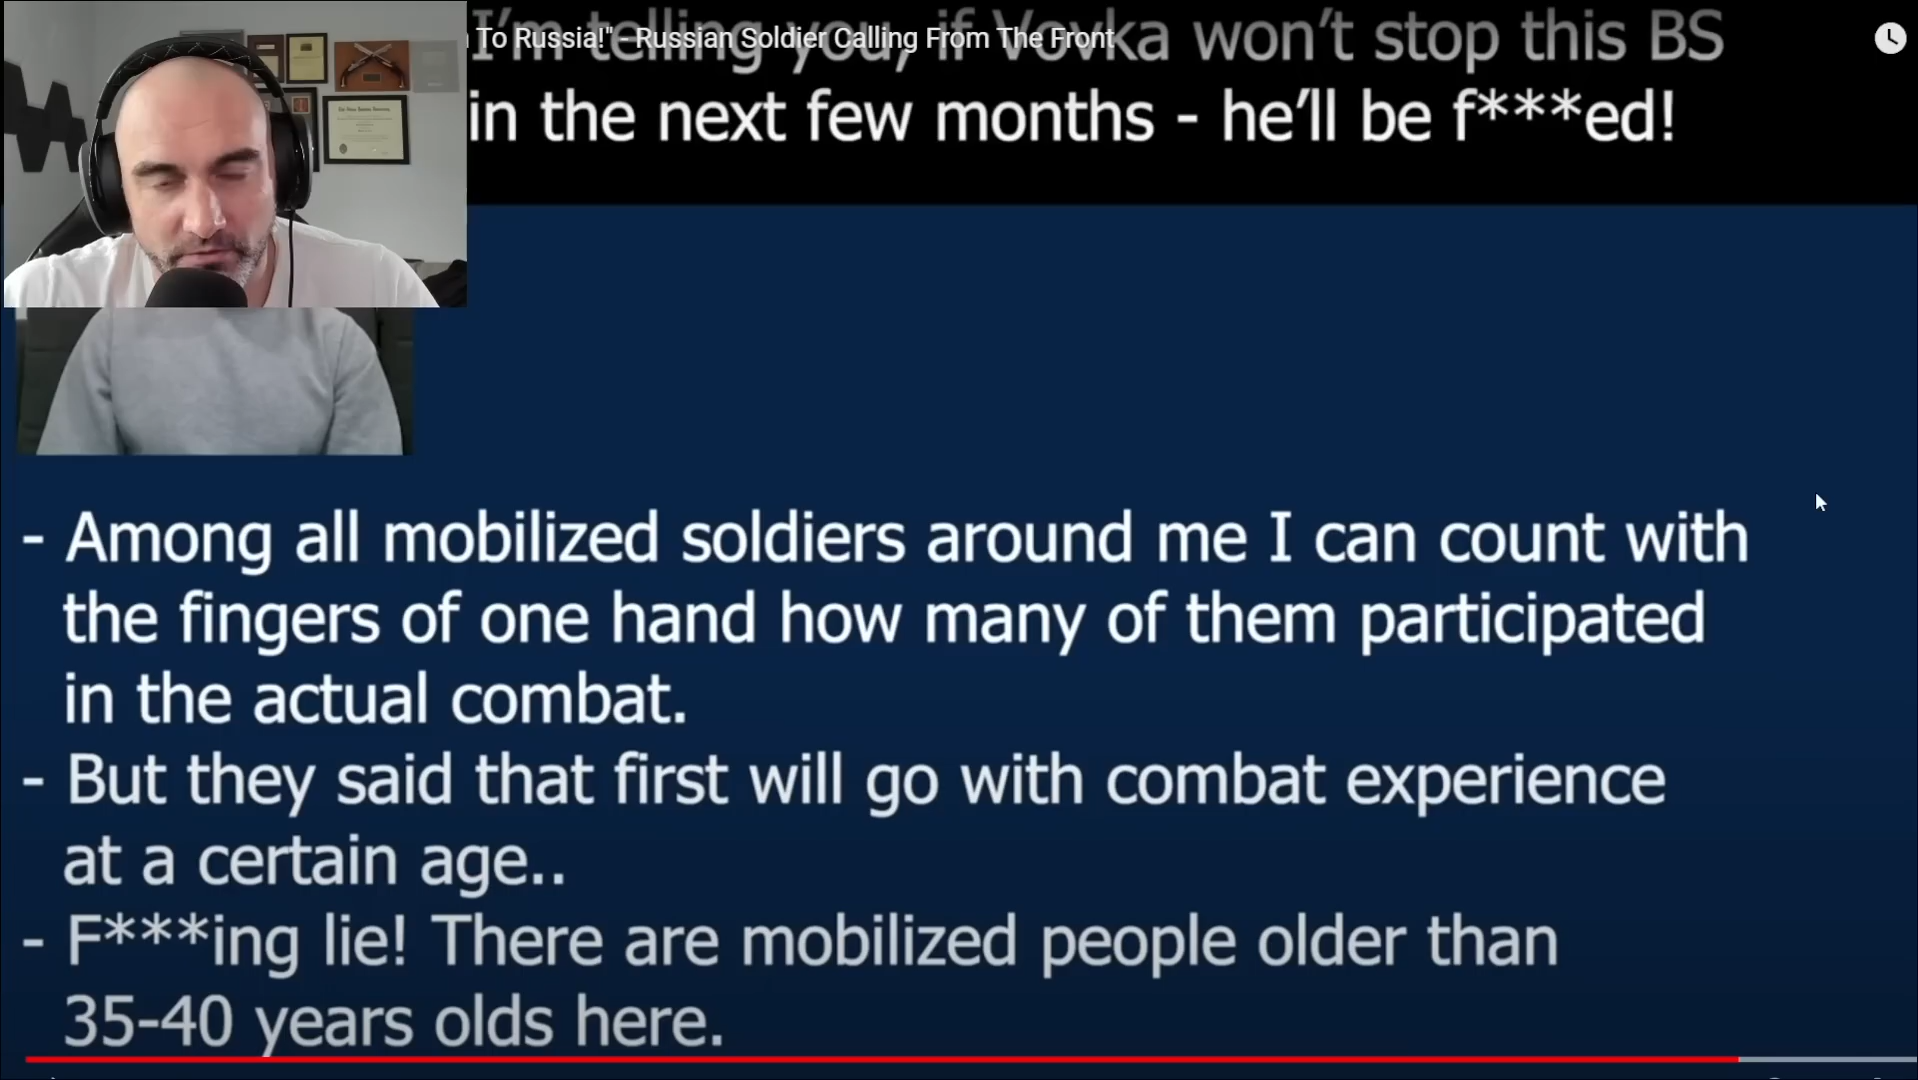 I'm telling you, if Vovka won't stop this BS
To Russia!" - Russian Soldier Calling From The Front
in the next few months - he'll be f***ed!
- Among all mobilized soldiers around me I can count with
the fingers of one hand how many of them participated
in the actual combat.
- But they said that first will go with combat experience
at a certain age..
- F***ing lie! There are mobilized people older than
35-40 years olds here.